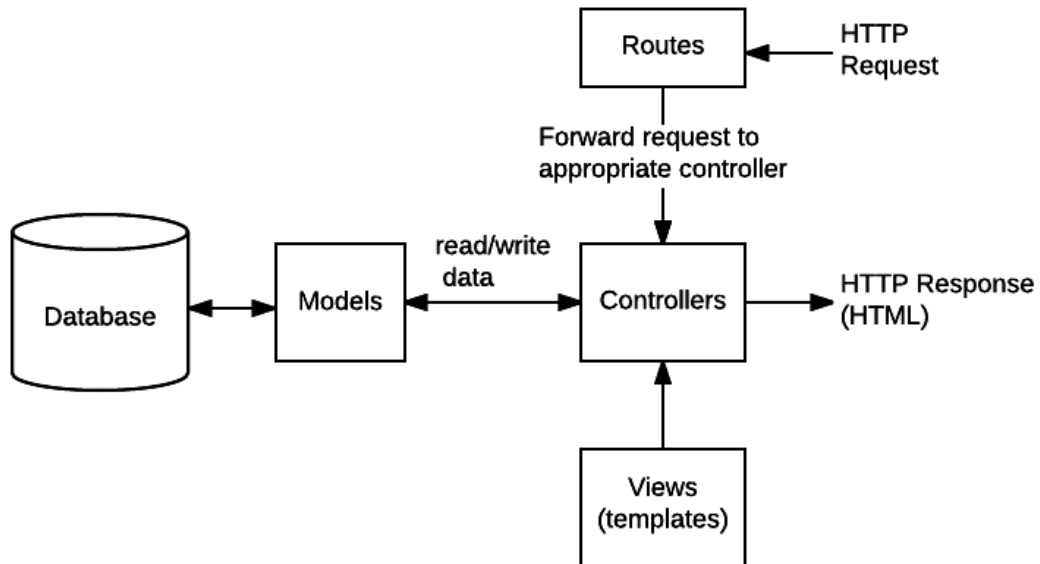 Routes
HTTP
Request
Forward request to
appropriate controller
read/write
data
Database
Models
Controllers
HTTP Response
(HTML)
Views
(templates)